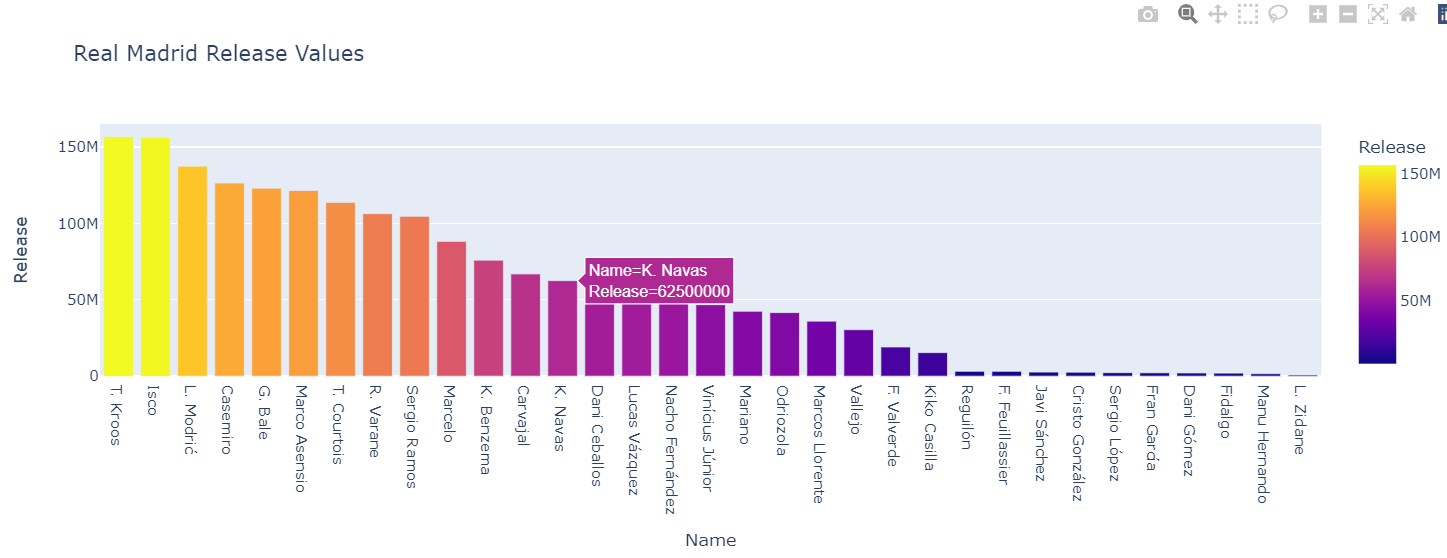 Real Madrid Release Values
Release
150M
100M
50M
0
Name=K. Navas
Release=62500000
T. Kroos
Isco
L. Modrić
Casemiro
G. Bale
Marco Asensio
T. Courtois
R. Varane
Sergio Ramos
Marcelo
K. Benzema
Carvajal
K. Navas
Dani Ceballos
Lucas Vázquez
Nacho Fernández
Vinícius Júnior
Mariano
Odriozola
Marcos Llorente
Vallejo
F. Valverde
Kiko Casilla
Reguilón
F. Feuillassier
Javi Sánchez
Cristo González
Sergio López
Fran García
Dani Gómez
Fidalgo
Manu Hernando
L. Zidane
Name
Release
150M
100M
50M